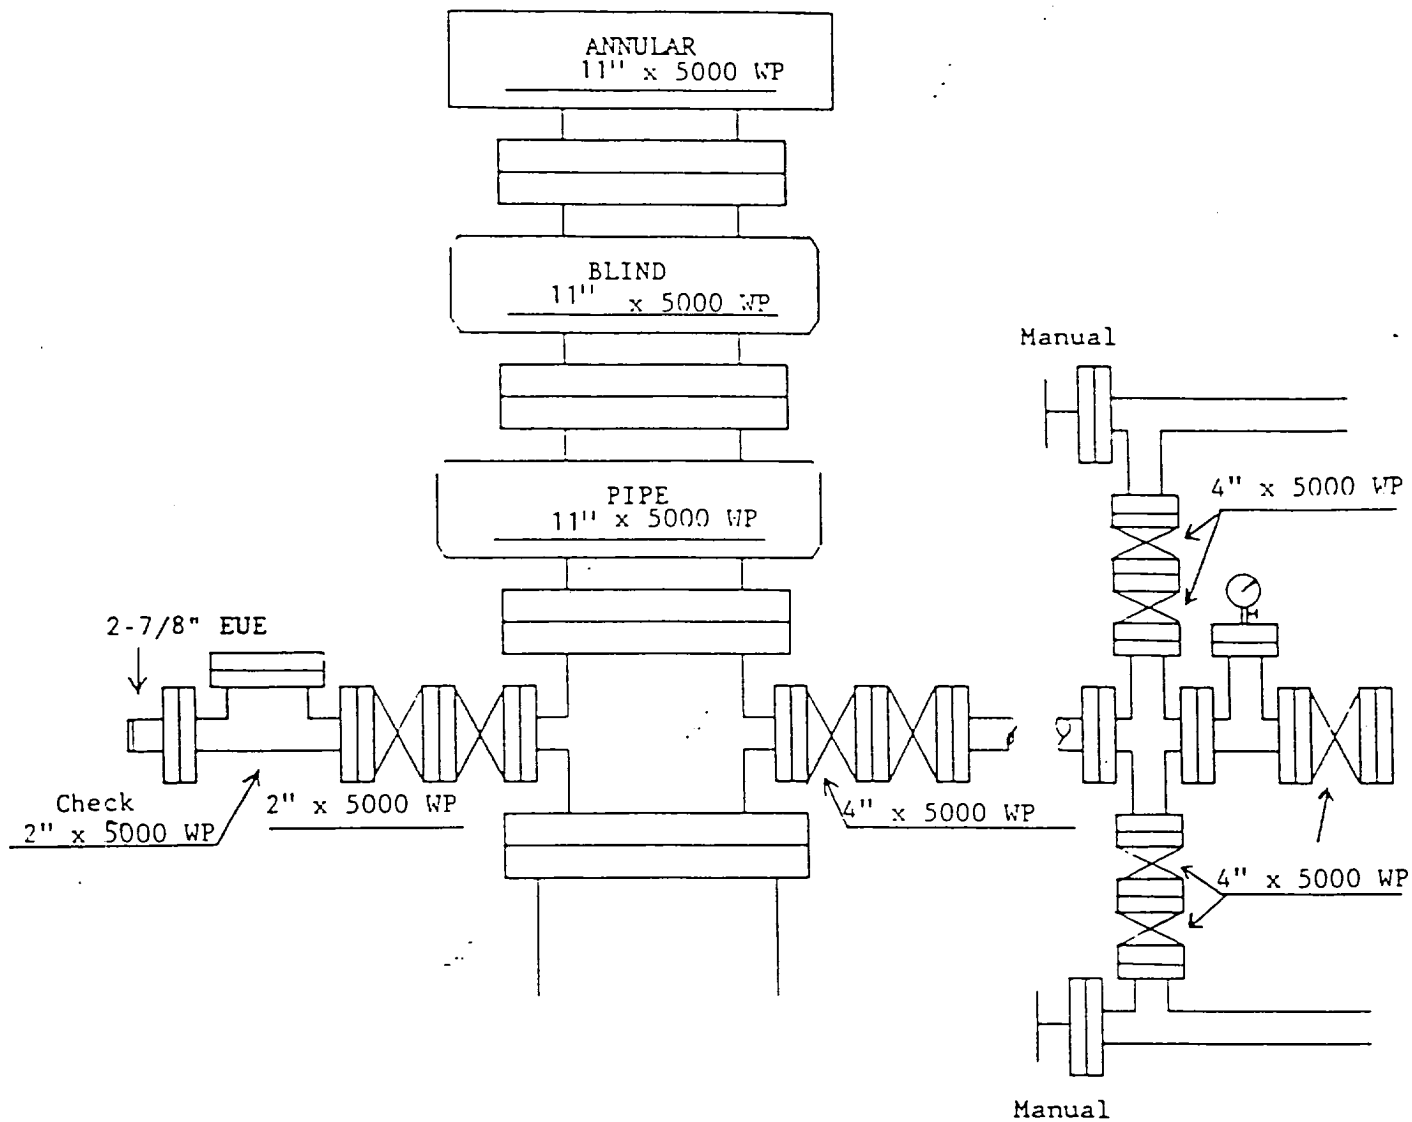 ANNULAR
11" x 5000 WP
BLIND
11" x 5000 WP
Manual
PIPE
11" x 5000 WP
4" x 5000 WP
2-7/8" EUE
Check
2" x 5000 WP
2" x 5000 WP
4" x 5000 WP
4" x 5000 WP
Manual